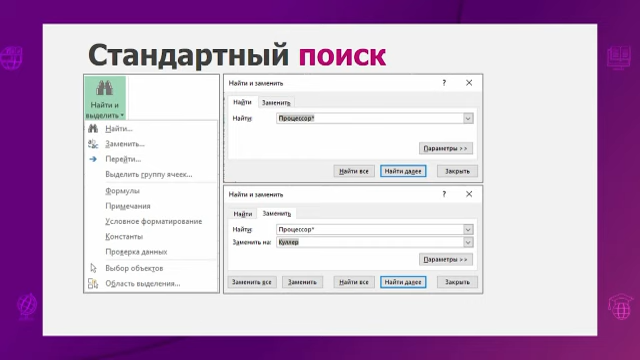 Стандартный поиск
Найти и
выделить
Найти...
Заменить...
Перейти...
Выделить группу ячеек...
Формулы
Примечания
Условное форматирование
Константы
Проверка данных
Выбор объектов
Область выделения...
Найти и заменить
?
Найти
Заменить
Найти:
Процессор*
Параметры >>
Найти все
Найти далее
Закрыть
Найти и заменить
?
Найти
Заменить
Найти:
Процессор*
Заменить на:
Куллер
Параметры >>
Заменить все
Заменить
Найти все
Найти далее
Закрыть